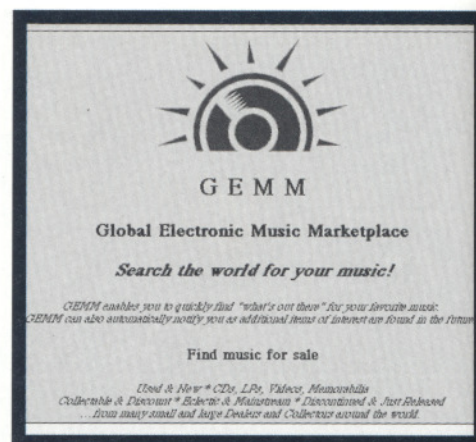 GEMM
Global Electronic Music Marketplace
Search the world for your music!
GEMM enables you to quickly find "what's out there" for your favorite music.
GEMM can also automatically notify you as additional items of interest are found in the future
Find music for sale
Used & New * CDs, LPs, Videos, Memorabilia
Collectable & Discount * Eclectic & Mainstream * Discontinued & Just Released
...from many small and large Dealers and Collectors around the world.